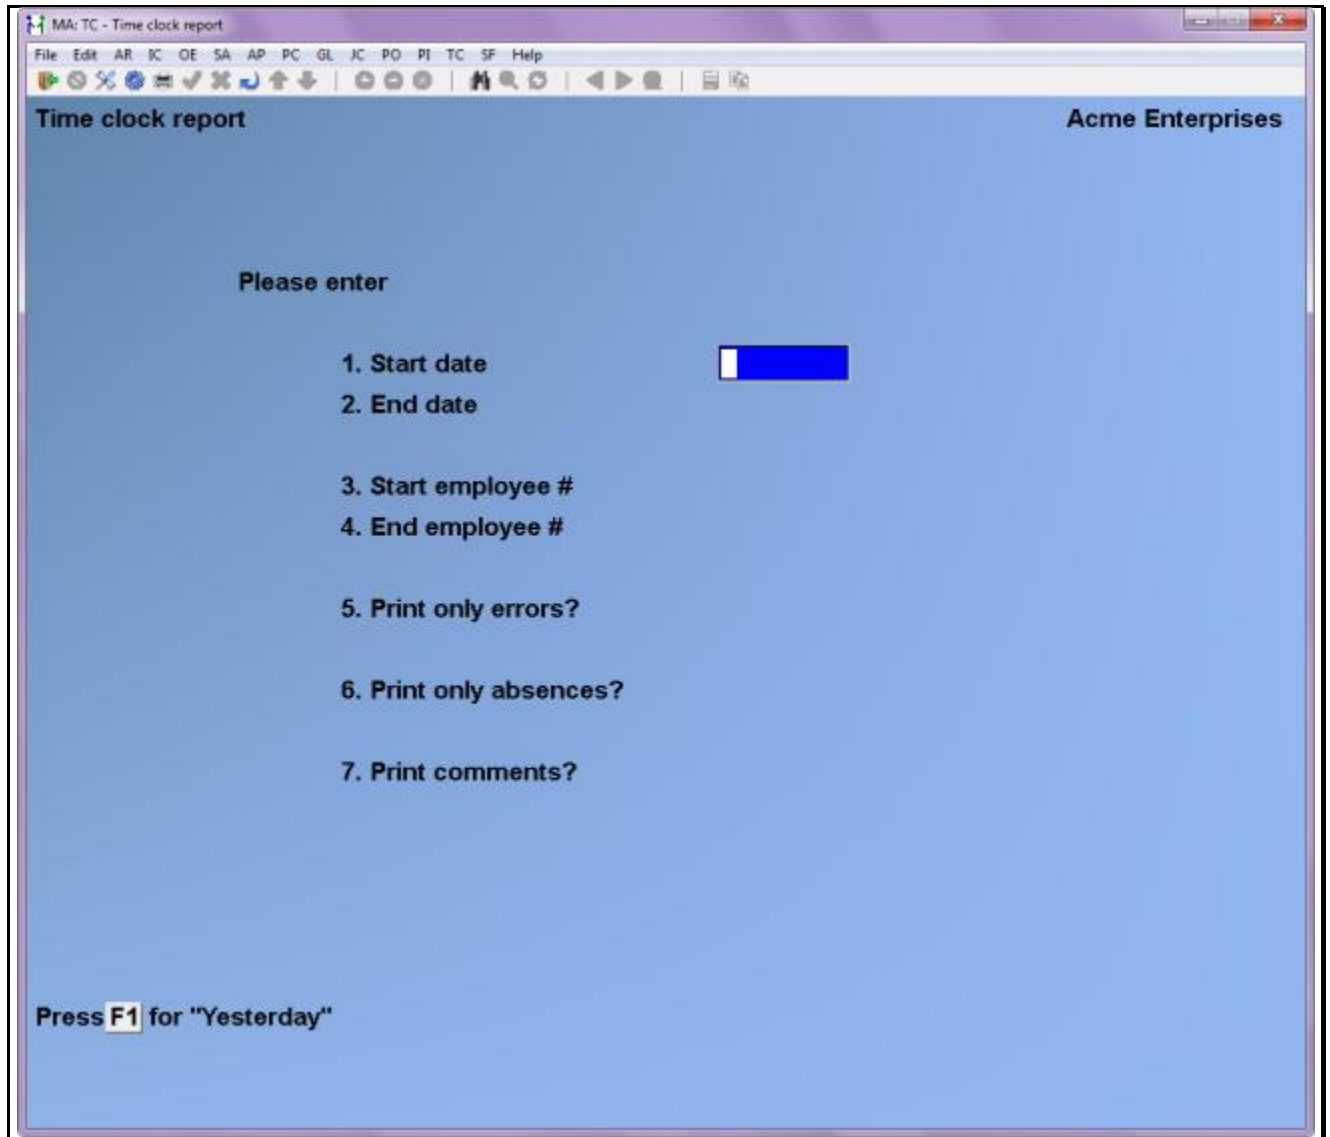 MA: TC - Time clock report
File Edit AR IC OE SA AP PC GL JC PO PI TC SF Help
Time clock report Acme Enterprises
Please enter
1. Start date
2. End date
3. Start employee #
4. End employee #
5. Print only errors?
6. Print only absences?
7. Print comments?
Press F1 for "Yesterday"